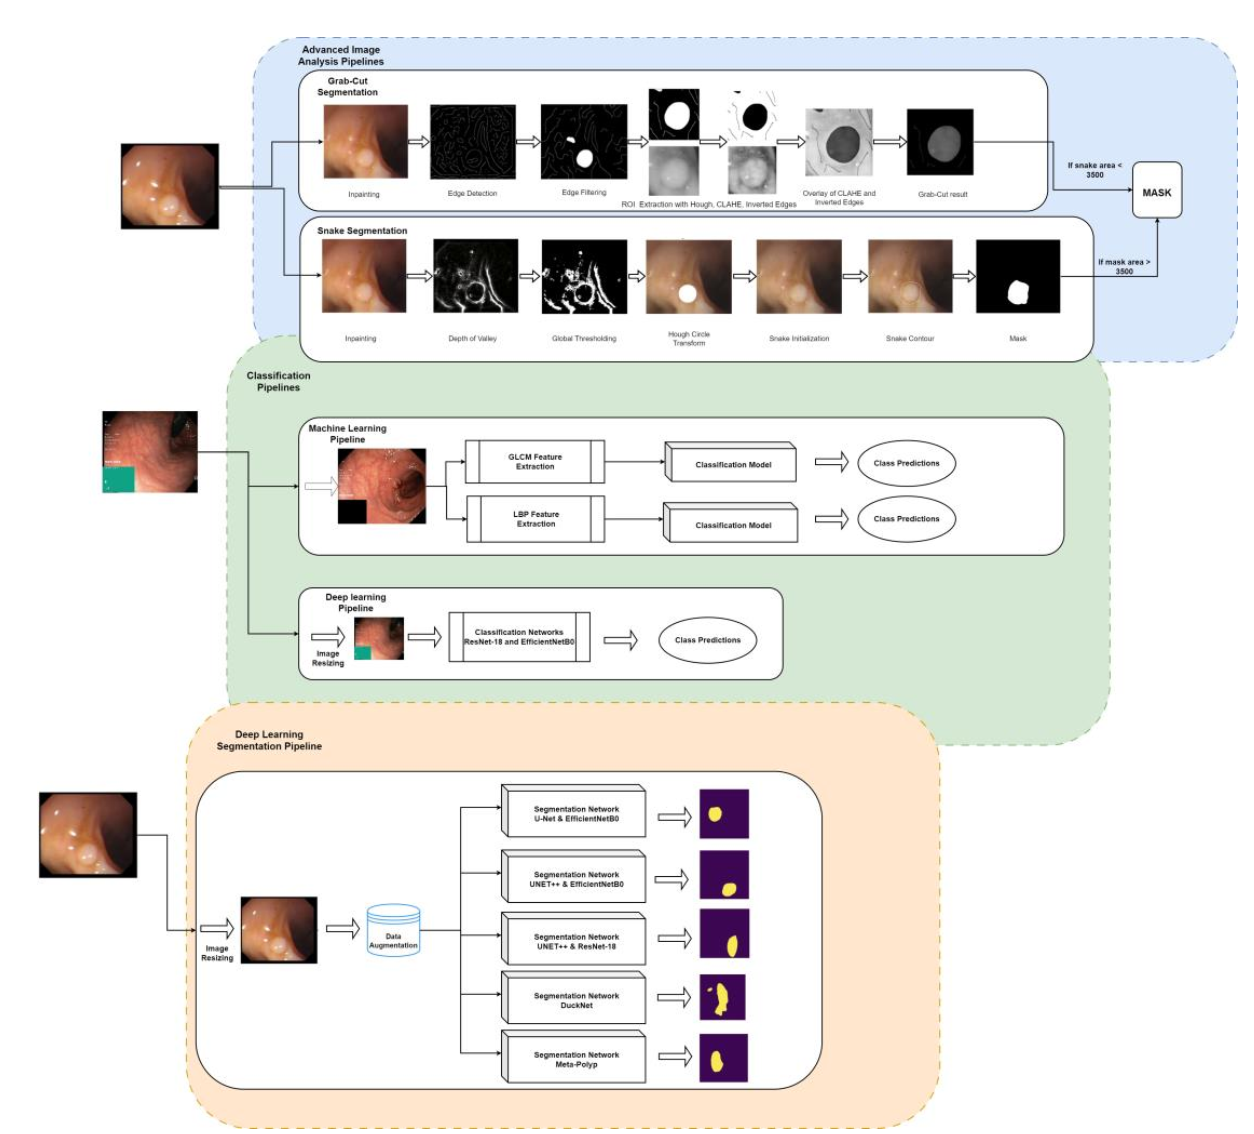 Advanced Image
Analysis Pipelines
Grab-Cut
Segmentation
Inpainting
Edge Detection
Edge Filtering
ROI Extraction with Hough, CLAHE, Inverted Edges
Overlay of CLAHE and
Inverted Edges
Grab-Cut result
If snake area <
3500
MASK
Snake Segmentation
If mask area >
3500
Inpainting
Depth of Valley
Global Thresholding
Hough Circle
Transform
Snake Initialization
Snake Contour
Mask
Classification
Pipelines
Machine Learning
Pipeline
GLCM Feature
Extraction
Classification Model
Class Predictions
LBP Feature
Extraction
Classification Model
Class Predictions
Deep learning
Pipeline
Image
Resizing
Classification Networks
ResNet-18 and EfficientNetB0
Class Predictions
Deep Learning
Segmentation Pipeline
Image
Resizing
Data
Augmentation
Segmentation Network
U-Net & EfficientNetB0
Segmentation Network
UNET++ & EfficientNetB0
Segmentation Network
UNET++ & ResNet-18
Segmentation Network
DuckNet
Segmentation Network
Meta-Polyp